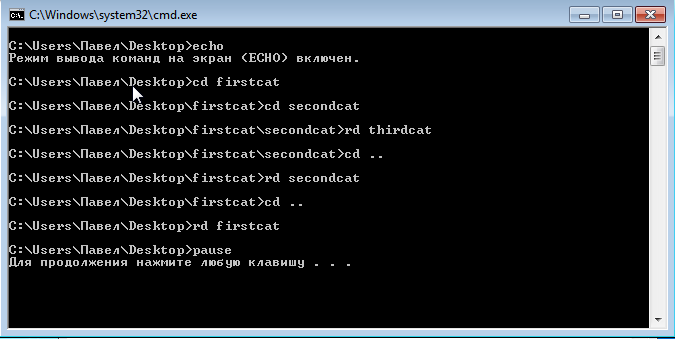 C:\Windows\system32\cmd.exe
C:\Users\Павел\Desktop>echo
Режим вывода команд на экран (ECHO) включен.
C:\Users\Павел\Desktop>cd firstcat
C:\Users\Павел\Desktop\firstcat>cd secondcat
C:\Users\Павел\Desktop\firstcat\secondcat>rd thirdcat
C:\Users\Павел\Desktop\firstcat\secondcat>cd ..
C:\Users\Павел\Desktop\firstcat>rd secondcat
C:\Users\Павел\Desktop\firstcat>cd ..
C:\Users\Павел\Desktop>rd firstcat
C:\Users\Павел\Desktop>pause
Для продолжения нажмите любую клавишу . . .